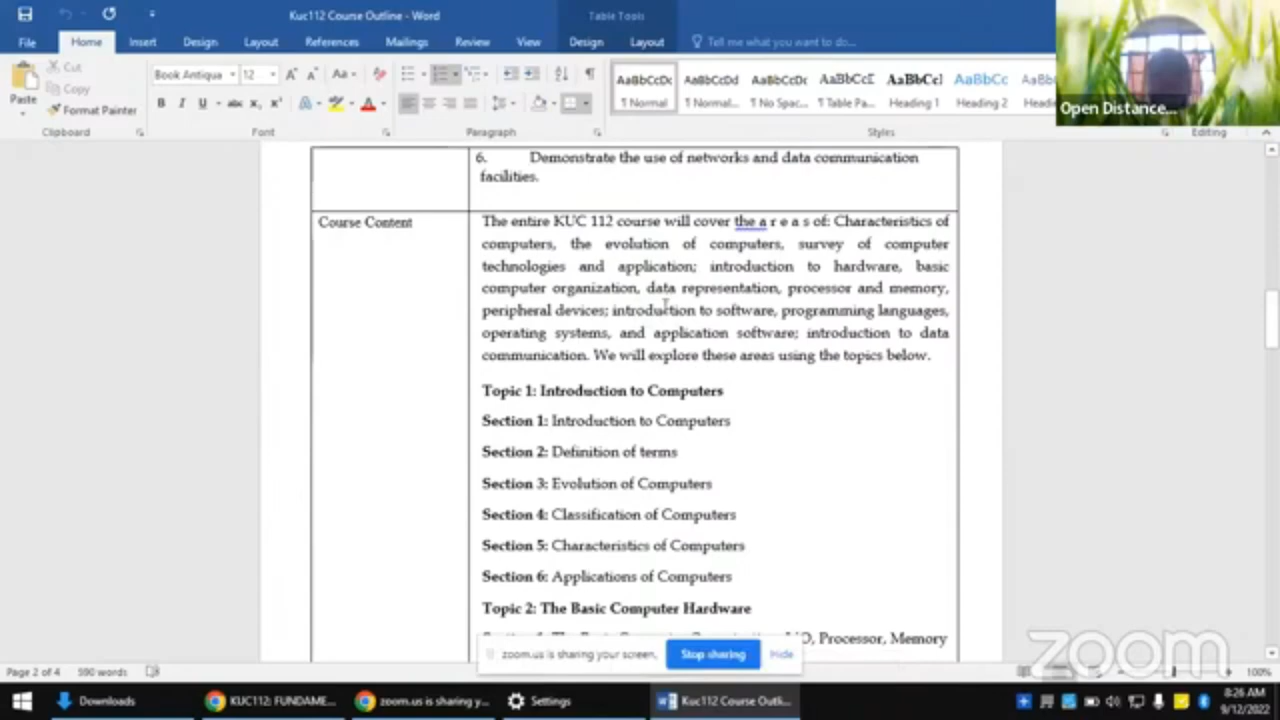 Kuc112 Course Outline - Word
Table Tools
File Home Insert Design Layout References Mailings Review View Design Layout Tell me what you want to do...
Cut
Copy
Paste
Format Painter
Book Antiqua 12
AaBbCcDc AaBbCcDd AaBbCcDc AaBbCcI AaBbCcI AaBbCc
¶ Normal ¶ Normal... ¶ No Spac... ¶ Table Pa... Heading 1 Heading 2
Clipboard Font Paragraph Styles Editing
Open Distance...
6. Demonstrate the use of networks and data communication
facilities.
Course Content
The entire KUC 112 course will cover the a r e a s of: Characteristics of
computers, the evolution of computers, survey of computer
technologies and application; introduction to hardware, basic
computer organization, data representation, processor and memory,
peripheral devices; introduction to software, programming languages,
operating systems, and application software; introduction to data
communication. We will explore these areas using the topics below.
Topic 1: Introduction to Computers
Section 1: Introduction to Computers
Section 2: Definition of terms
Section 3: Evolution of Computers
Section 4: Classification of Computers
Section 5: Characteristics of Computers
Section 6: Applications of Computers
Topic 2: The Basic Computer Hardware
Processor, Memory
zoom.us is sharing your screen. Stop sharing Hide
zoom
Page 2 of 4 590 words 100%
Downloads KUC112: FUNDAME... zoom.us is sharing y... Settings Kuc112 Course Outli...
8:26 AM
9/12/2022